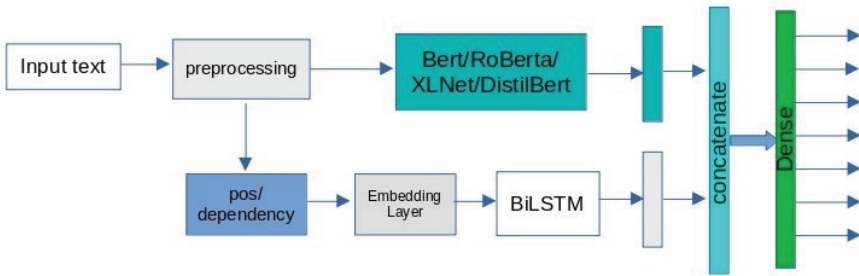 Input text
preprocessing
Bert/RoBerta/
XLNet/DistilBert
pos/
dependency
Embedding
Layer
BiLSTM
concatenate
Dense